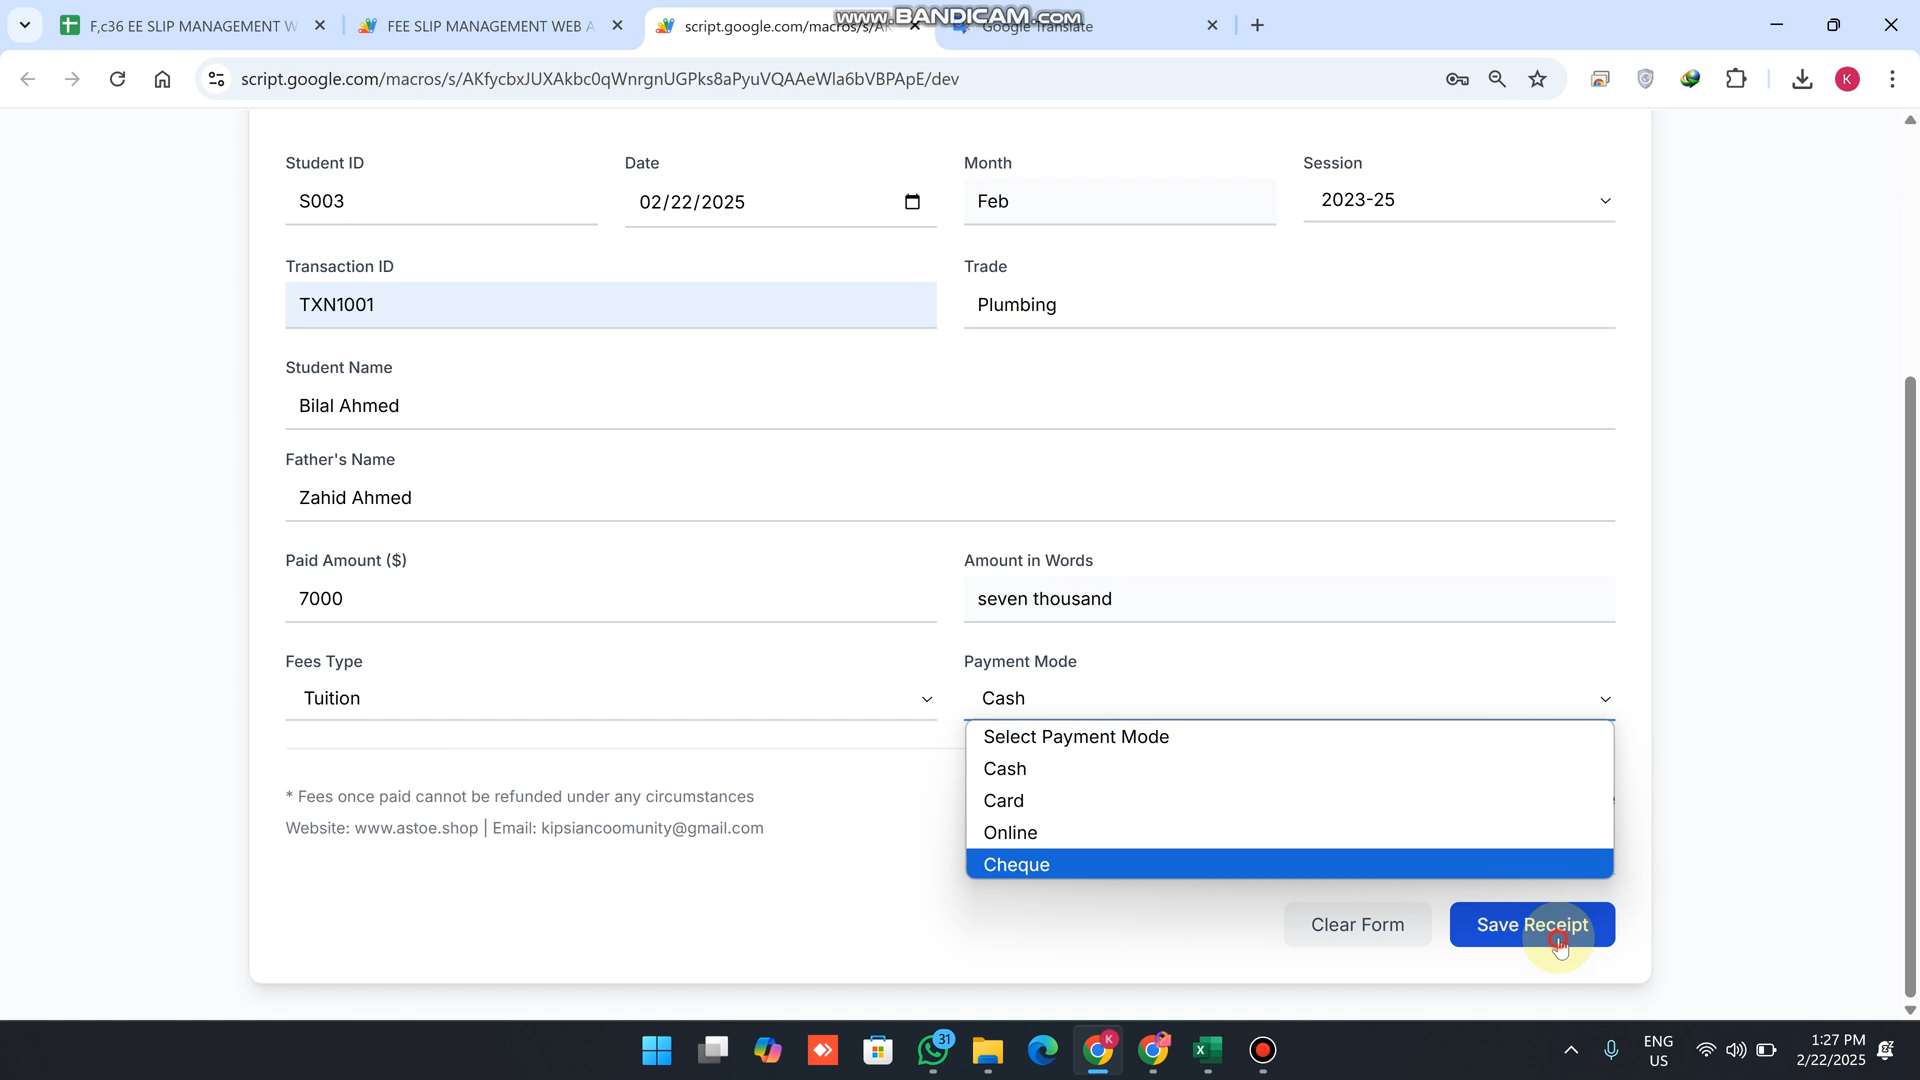 www.BANDICAM.com
F,c36 EE SLIP MANAGEMENT W
FEE SLIP MANAGEMENT WEB A
script.google.com/macros/s/A
Google Translate
script.google.com/macros/s/AKfycbxJUXAkbc0qWnrgnUGPks8aPyuVQAAeWla6bVBPApE/dev
K
Student ID
Date
Month
Session
S003
02/22/2025
Feb
2023-25
Transaction ID
Trade
TXN1001
Plumbing
Student Name
Bilal Ahmed
Father's Name
Zahid Ahmed
Paid Amount ($)
Amount in Words
7000
seven thousand
Fees Type
Payment Mode
Tuition
Cash
Select Payment Mode
Cash
Card
Online
Cheque
* Fees once paid cannot be refunded under any circumstances
Website: www.astoe.shop | Email: kipsiancoomunity@gmail.com
Clear Form
Save Receipt
31
K
ENG
US
1:27 PM
2/22/2025